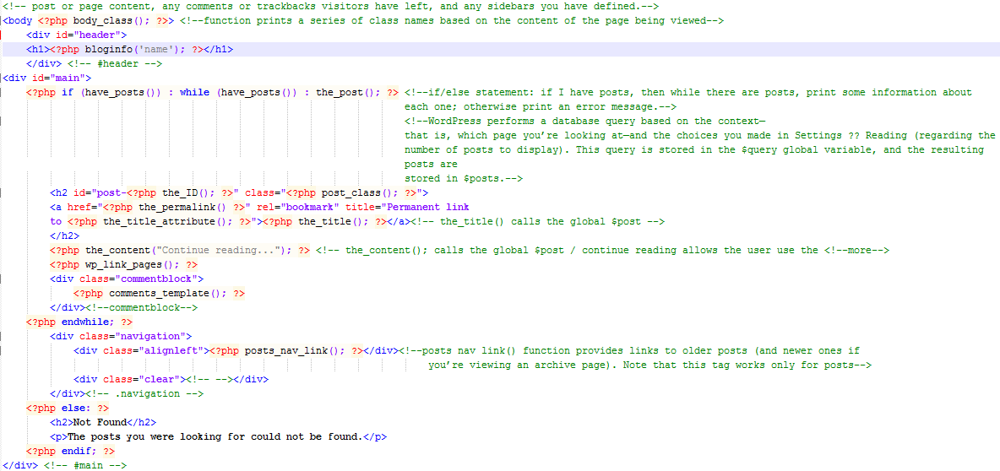 <!-- post or page content, any comments or trackbacks visitors have left, and any sidebars you have defined.-->
<body <?php body_class(); ?>> <!--function prints a series of class names based on the content of the page being viewed-->
<div id="header">
<h1><?php bloginfo('name'); ?></h1>
</div> <!-- #header -->
<div id="main">
<?php if (have_posts()) : while (have_posts()) : the_post(); ?> <!--if/else statement: if I have posts, then while there are posts, print some information about
each one; otherwise print an error message.-->
<!--WordPress performs a database query based on the context—
that is, which page you’re looking at—and the choices you made in Settings ?? Reading (regarding the
number of posts to display). This query is stored in the $query global variable, and the resulting
posts are
stored in $posts.-->
<h2 id="post-<?php the_ID(); ?>" class="<?php post_class(); ?>">
<a href="<?php the_permalink() ?>" rel="bookmark" title="Permanent link
to <?php the_title_attribute(); ?>"><?php the_title(); ?></a><!-- the_title() calls the global $post -->
</h2>
<?php the_content("Continue reading..."); ?> <!-- the_content(); calls the global $post / continue reading allows the user use the <!--more-->
<?php wp_link_pages(); ?>
<div class="commentblock">
<?php comments_template(); ?>
</div><!--commentblock-->
<?php endwhile; ?>
<div class="navigation">
<div class="alignleft"><?php posts_nav_link(); ?></div><!--posts nav link() function provides links to older posts (and newer ones if
you’re viewing an archive page). Note that this tag works only for posts-->
<div class="clear"><!-- --></div>
</div><!-- .navigation -->
<?php else: ?>
<h2>Not Found</h2>
<p>The posts you were looking for could not be found.</p>
<?php endif; ?>
</div> <!-- #main -->